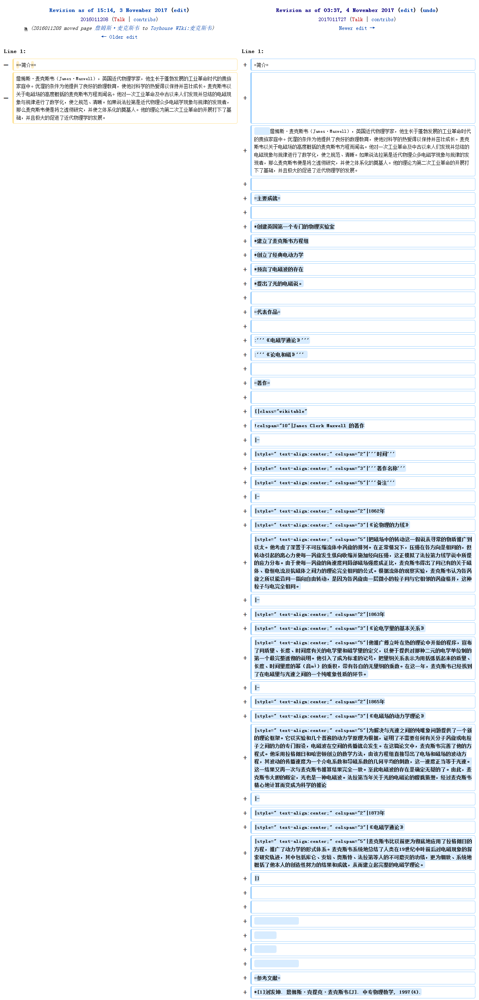 Revision as of 15:14, 3 November 2017 (edit)
2016011208 (Talk | contribs)
m (2016011208 moved page 詹姆斯·麦克斯韦 to Toyhouse WIki:麦克斯韦)
← Older edit
Revision as of 03:37, 4 November 2017 (edit) (undo)
2017011727 (Talk | contribs)
Newer edit →
Line 1:
Line 1:
− ==简介==
+ =简介=
− 詹姆斯·麦克斯韦（James·Maxwell），英国近代物理学家，他生长于蓬勃发展的工业革命时代的贵族
家庭中。优渥的条件为他提供了良好的数理教育，使他对科学的热爱得以保持并茁壮成长。麦克斯韦以
关于电磁场的高度概括的麦克斯韦方程而闻名。他对一次工业革命及中古以来人们发现并总结的电磁现
象与规律进行了数学化，使之规范、清晰。如果说法拉第是近代物理众多电磁学现象与规律的发现者，
那么麦克斯韦便是将之透彻研究，并使之体系化的奠基人。他的理论为第二次工业革命的开展打下了基
础，并且极大的促进了近代物理学的发展。
+
+ 詹姆斯·麦克斯韦（James·Maxwell），英国近代物理学家，他生长于蓬勃发展的工业革命时代
的贵族家庭中。优渥的条件为他提供了良好的数理教育，使他对科学的热爱得以保持并茁壮成长。麦克
斯韦以关于电磁场的高度概括的麦克斯韦方程而闻名。他对一次工业革命及中古以来人们发现并总结的
电磁现象与规律进行了数学化，使之规范、清晰。如果说法拉第是近代物理众多电磁学现象与规律的发
现者，那么麦克斯韦便是将之透彻研究，并使之体系化的奠基人。他的理论为第二次工业革命的开展打
下了基础，并且极大的促进了近代物理学的发展。
+
+ =主要成就=
+
+ *创建英国第一个专门的物理实验室
+ *建立了麦克斯韦方程组
+ *创立了经典电动力学
+ *预言了电磁波的存在
+ *提出了光的电磁说。
+
+ =代表作品=
+
+ :'''《电磁学通论》'''
+ :'''《论电和磁》'''
+
+ =著作=
+
+ {|class="wikitable"
+ !colspan="10"|James Clerk Maxwell 的著作
+ |-
+ |style=" text-align:center;" colspan="2"|'''时间'''
+ |style=" text-align:center;" colspan="3"|'''著作名称'''
+ |style=" text-align:center;" colspan="5"|'''备注'''
+ |-
+ |style=" text-align:center;" colspan="2"|1862年
+ |style=" text-align:center;" colspan="3"|《论物理的力线》
+ |style=" text-align:center;" colspan="5"|把磁场中的转动这一假说从寻常的物质推广到
以太。他考虑了深置于不可压缩流体中涡旋的排列。在正常情况下，压强在各方向是相同的，但
转动引起的离心力使每一涡旋发生纵向收缩并施加经向压强，这正模拟了法拉第力线学说中所提
的应力分布。由于使每一涡旋的角速度同局部磁场强度成正比，麦克斯韦得出了同已有的关于磁
体、稳恒电流及抗磁体之间力的理论完全相同的公式。根据流体的观察实验，麦克斯韦认为各涡
旋之所以能沿同一指向自由转动，是因为各涡旋由一层微小的粒子同与它相邻的涡旋格开，这种
粒子与电完全相同。
+ |-
+ |style=" text-align:center;" colspan="2"|1863年
+ |style=" text-align:center;" colspan="3"|《论电学量的基本关系》
+ |style=" text-align:center;" colspan="5"|他推广傅立叶在热的理论中开始的程序，宣布
了同质量、长度、时间度有关的电学量和磁学量的定义，以便于提供对那种二元的电学单位制的
第一个最完整透彻的说明。他引入了成为标准的记号，把量纲关系表示为用括弧括起来的质量、
长度、时间量度的幂（音mì）的乘积，带有各自的无量纲的乘数。在这一年，麦克斯韦已经找到
了在电磁量与光速之间的一个纯唯象性质的环节。
+ |-
+ |style=" text-align:center;" colspan="2"|1865年
+ |style=" text-align:center;" colspan="3"|《电磁场的动力学理论》
+ |style=" text-align:center;" colspan="5"|为解决与光速之间的纯唯象问题提供了一个新
的理论框架。它以实验和几个普遍的动力学原理为根据，证明了不需要任何有关分子涡旋或电粒
子之间的力的专门假设，电磁波在空间的传播就会发生。在这篇论文中，麦克斯韦完善了他的方
程式。他采用拉格朗日和哈密顿创立的数学方法，由该方程组直接导出了电场和磁场的波动方
程，其波动的传播速度为一个介电系数和导磁系数的几何平均的倒数，这一速度正当等于光速。
这一结果又再一次与麦克斯韦推算结果完全一致。至此电磁波的存在是确定无疑的了。由此，麦
克斯韦大胆的断定，光也是一种电磁波。法拉第当年关于光的电磁论的朦胧猜想，经过麦克斯韦
精心地计算而变成为科学的推论
+ |-
+ |style=" text-align:center;" colspan="2"|1873年
+ |style=" text-align:center;" colspan="3"|《电磁学通论》
+ |style=" text-align:center;" colspan="5"|麦克斯韦比以前更为彻底地应用了拉格朗日的
方程，推广了动力学的形式体系。麦克斯韦系统地总结了人类在19世纪中叶前后对电磁现象的探
索研究轨迹，其中包括库仑、安培、奥斯特、法拉第等人的不可磨灭的功绩，更为细致、系统地
概括了他本人的创造性努力的结果和成就，从而建立起完整的电磁学理论。
+ |}
+
+
+
+
+
+
+ =参考文献=
+ *[1]刘发坤. 詹姆斯·克提克·麦克斯韦[J]. 中专物理教学, 1997(4).